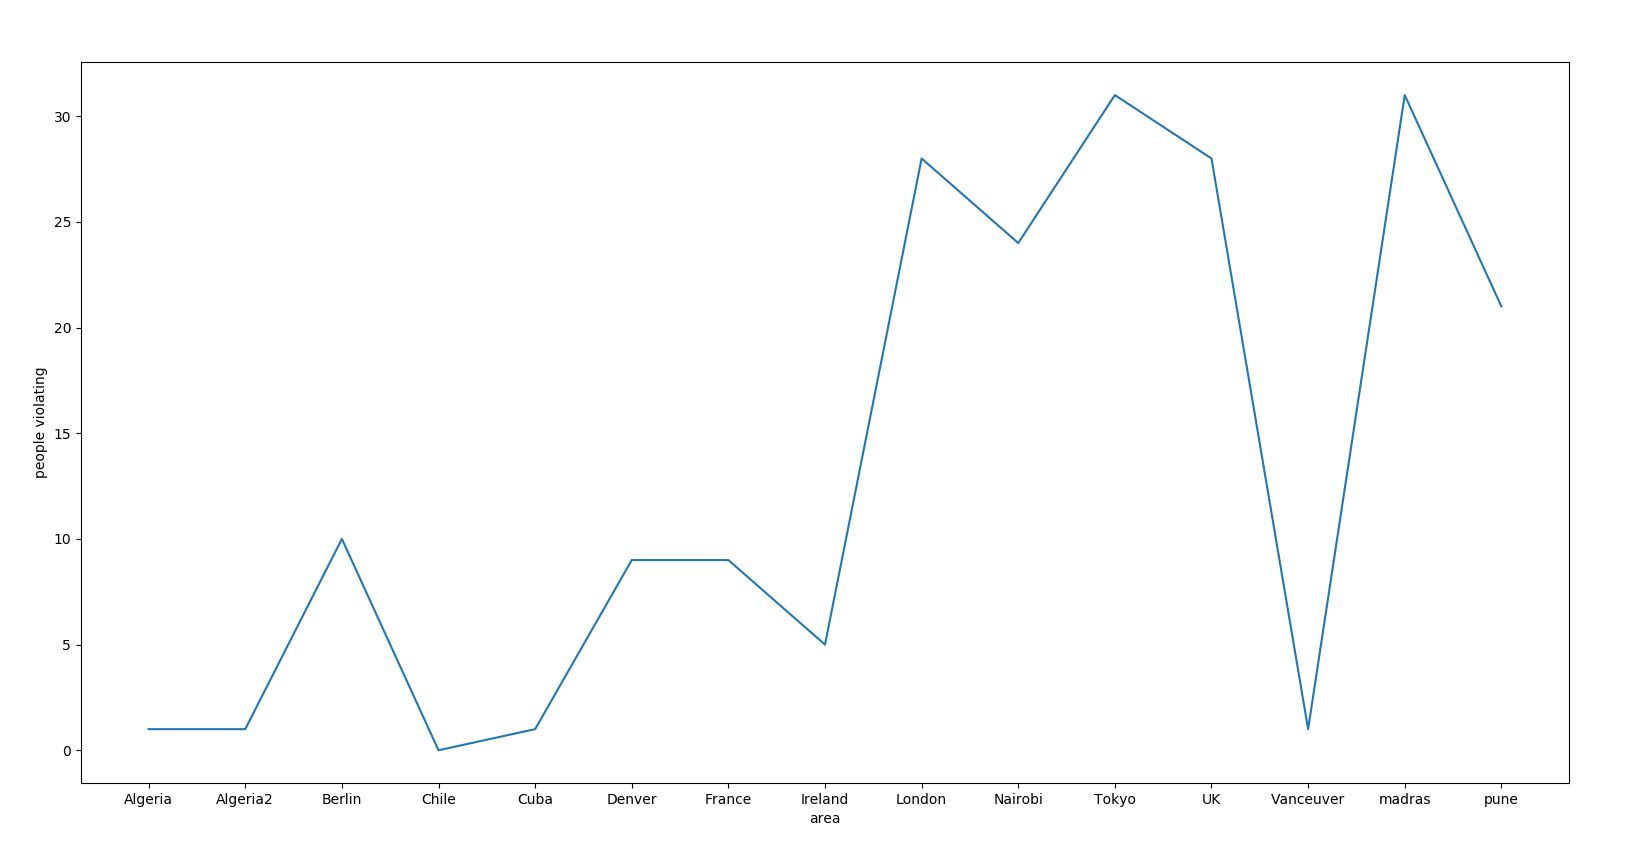 30
25
20
15
10
5
0
people violating
Algeria Algeria2 Berlin Chile Cuba Denver France Ireland London Nairobi Tokyo UK Vanceuver madras pune
area